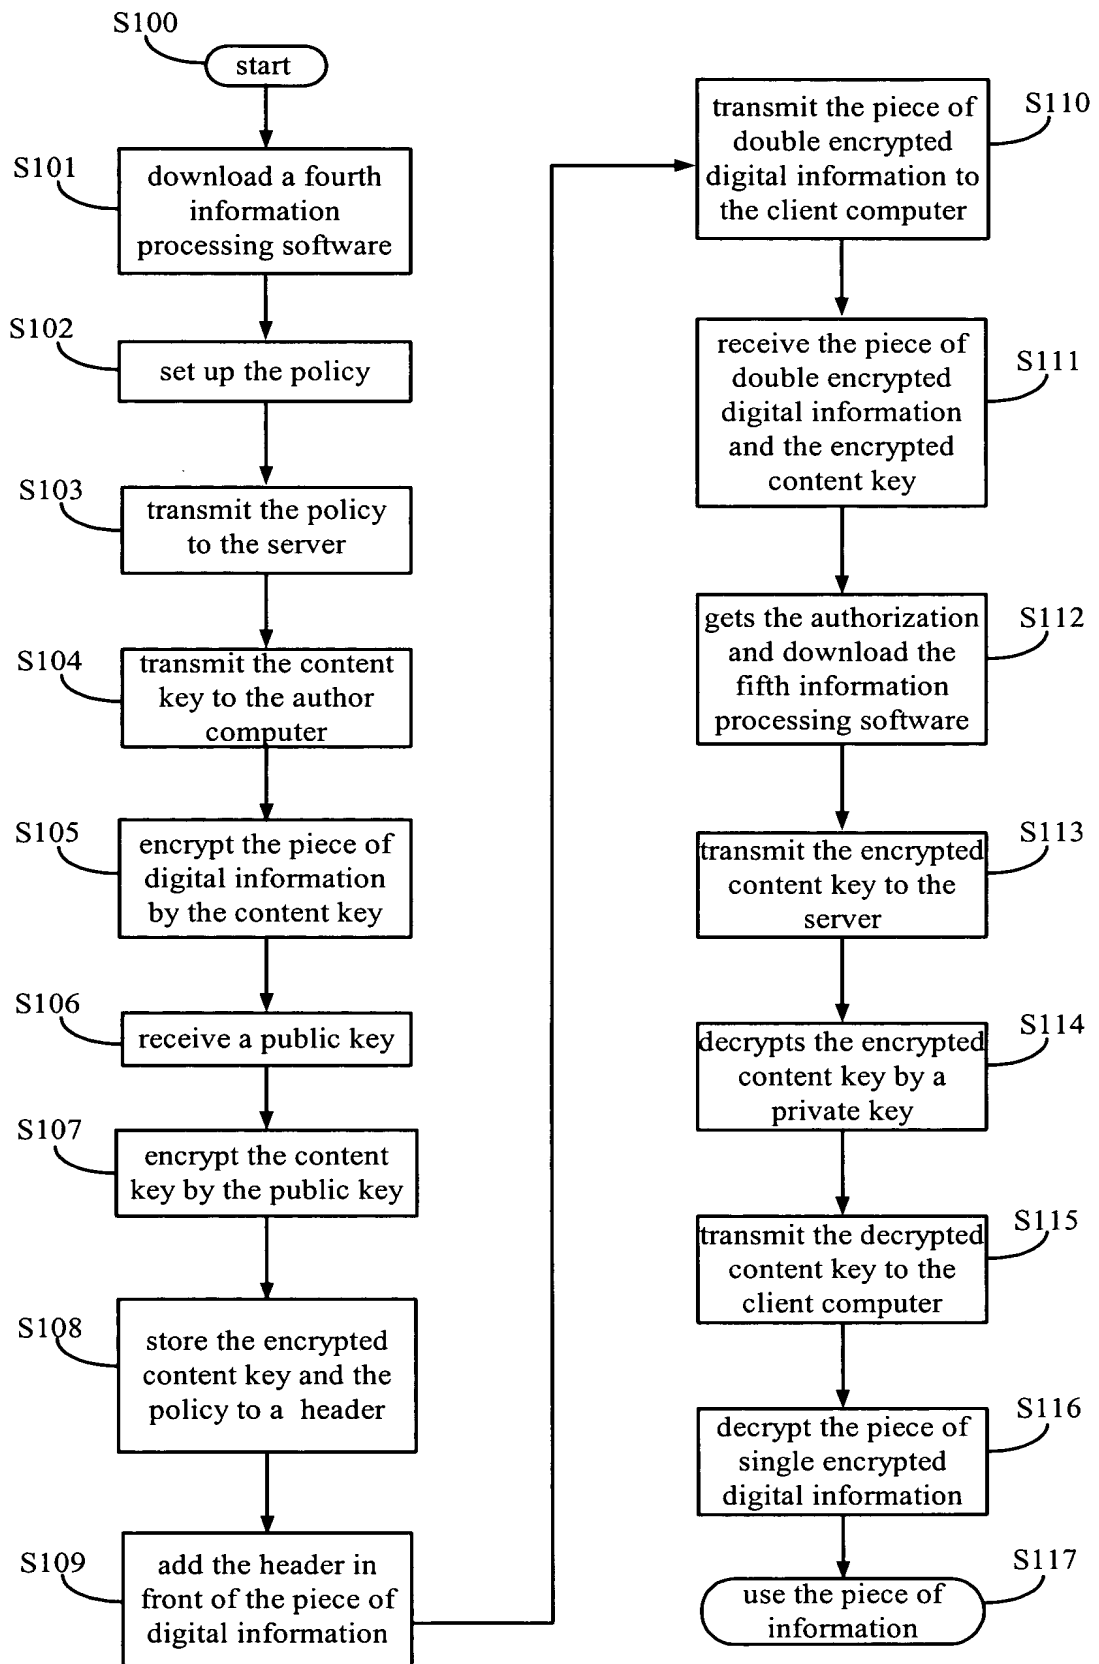 S100
start
S101
download a fourth
information
processing software
S102
set up the policy
S103
transmit the policy
to the server
S104
transmit the content
key to the author
computer
S105
encrypt the piece of
digital information
by the content key
S106
receive a public key
S107
encrypt the content
key by the public key
S108
store the encrypted
content key and the
policy to a header
S109
add the header in
front of the piece of
digital information
S110
transmit the piece of
double encrypted
digital information to
the client computer
S111
receive the piece of
double encrypted
digital information
and the encrypted
content key
S112
gets the authorization
and download the
fifth information
processing software
S113
transmit the encrypted
content key to the
server
S114
decrypts the encrypted
content key by a
private key
S115
transmit the decrypted
content key to the
client computer
S116
decrypt the piece of
single encrypted
digital information
S117
use the piece of
information